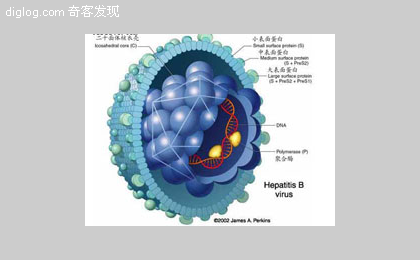 diglog.com 奇客发现
二十面体核衣壳
Icosahedral core (C)
小表面蛋白
Small surface protein (S)
中表面蛋白
Medium surface protein
(S + PreS2)
大表面蛋白
Large surface protein
(S + PreS2 + PreS1)
DNA
Polymerase (P)
聚合酶
Hepatitis B
virus
©2002 James A. Perkins